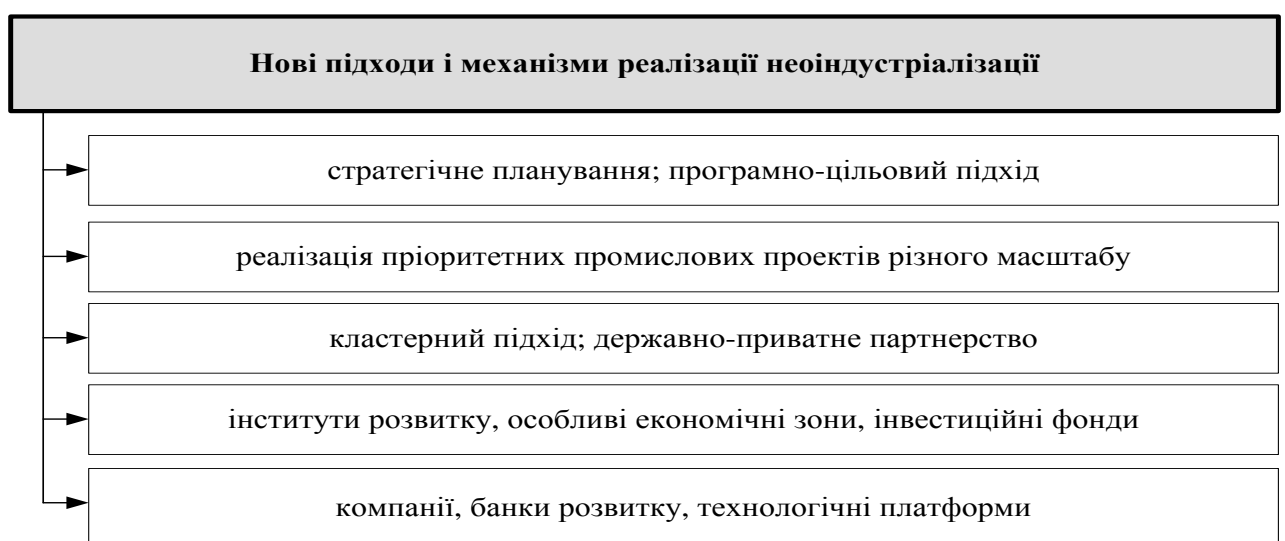 Нові підходи і механізми реалізації неоіндустріалізації
стратегічне планування; програмно-цільовий підхід
реалізація пріоритетних промислових проектів різного масштабу
кластерний підхід; державно-приватне партнерство
інститути розвитку, особливі економічні зони, інвестиційні фонди
компанії, банки розвитку, технологічні платформи